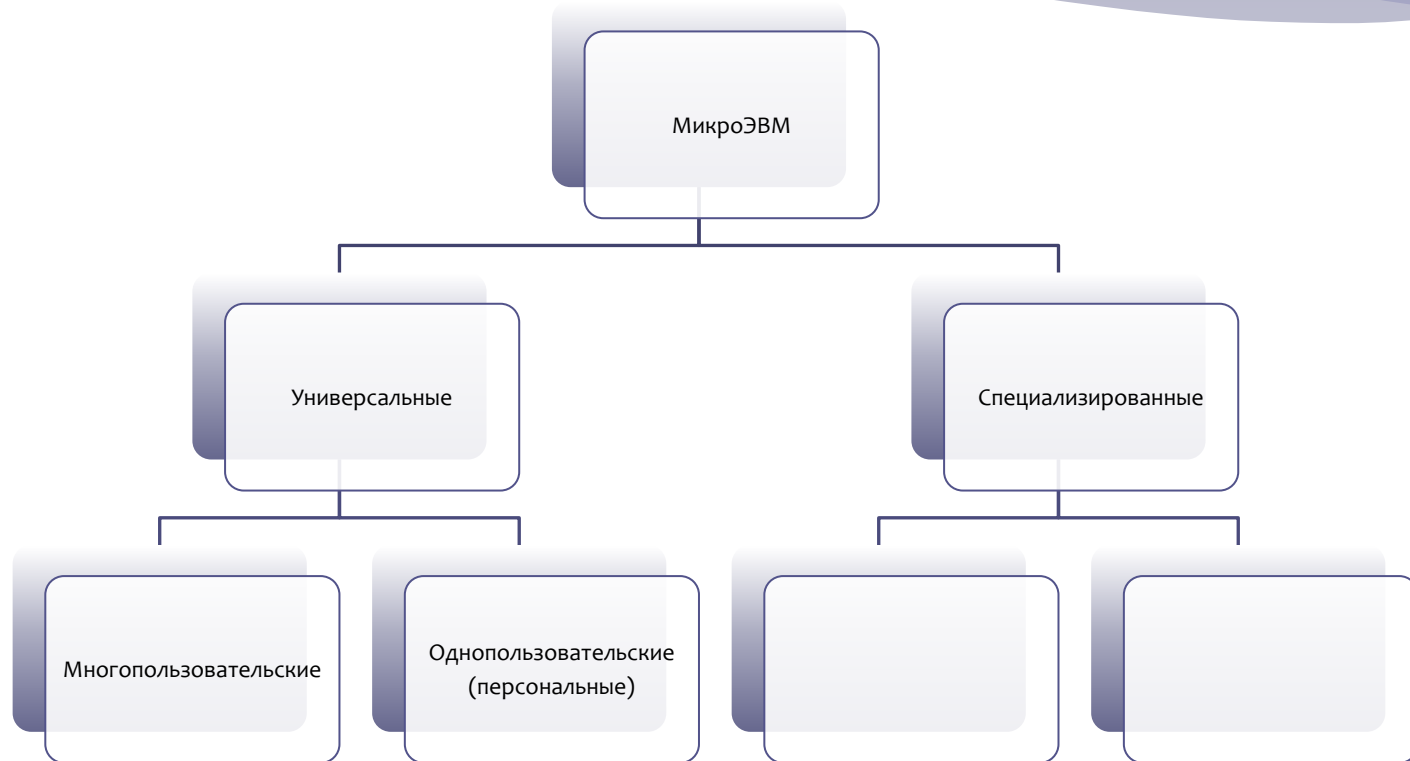 МикроЭВМ
Универсальные
Специализированные
Многопользовательские
Однопользовательские
(персональные)